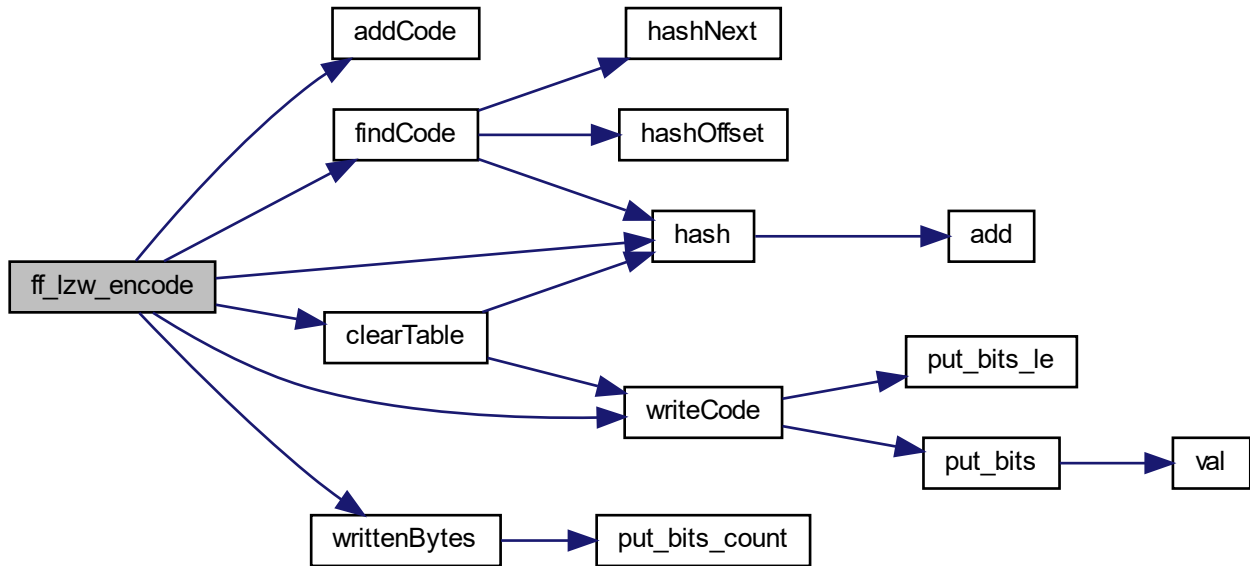 addCode
hashNext
findCode
hashOffset
hash
add
ff_lzw_encode
clearTable
put_bits_le
writeCode
put_bits
val
writtenBytes
put_bits_count